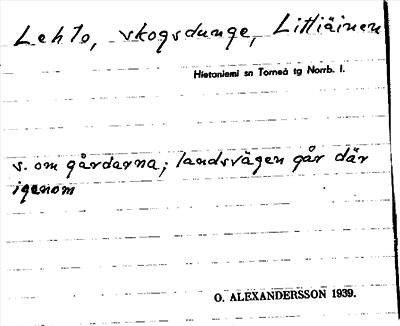 Lehto, skogsdunge, Littiäinen
Hietaniemi sn Torneå tg Norrb. l.
s. om gårdarna; landsvägen går där
igenom
O. ALEXANDERSSON 1939.